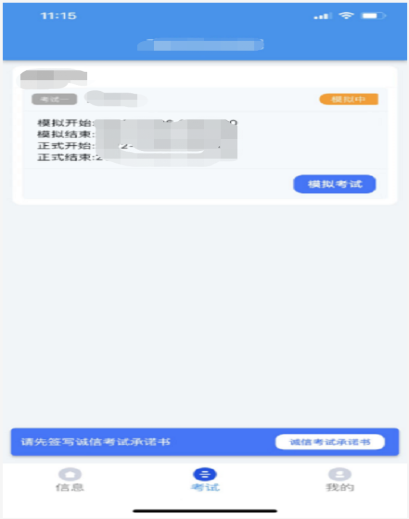 11:15
考试一
模拟中
模拟开始:
模拟结束:
正式开始:
正式结束:2
模拟考试
请先签写诚信考试承诺书
诚信考试承诺书
信息
考试
我的